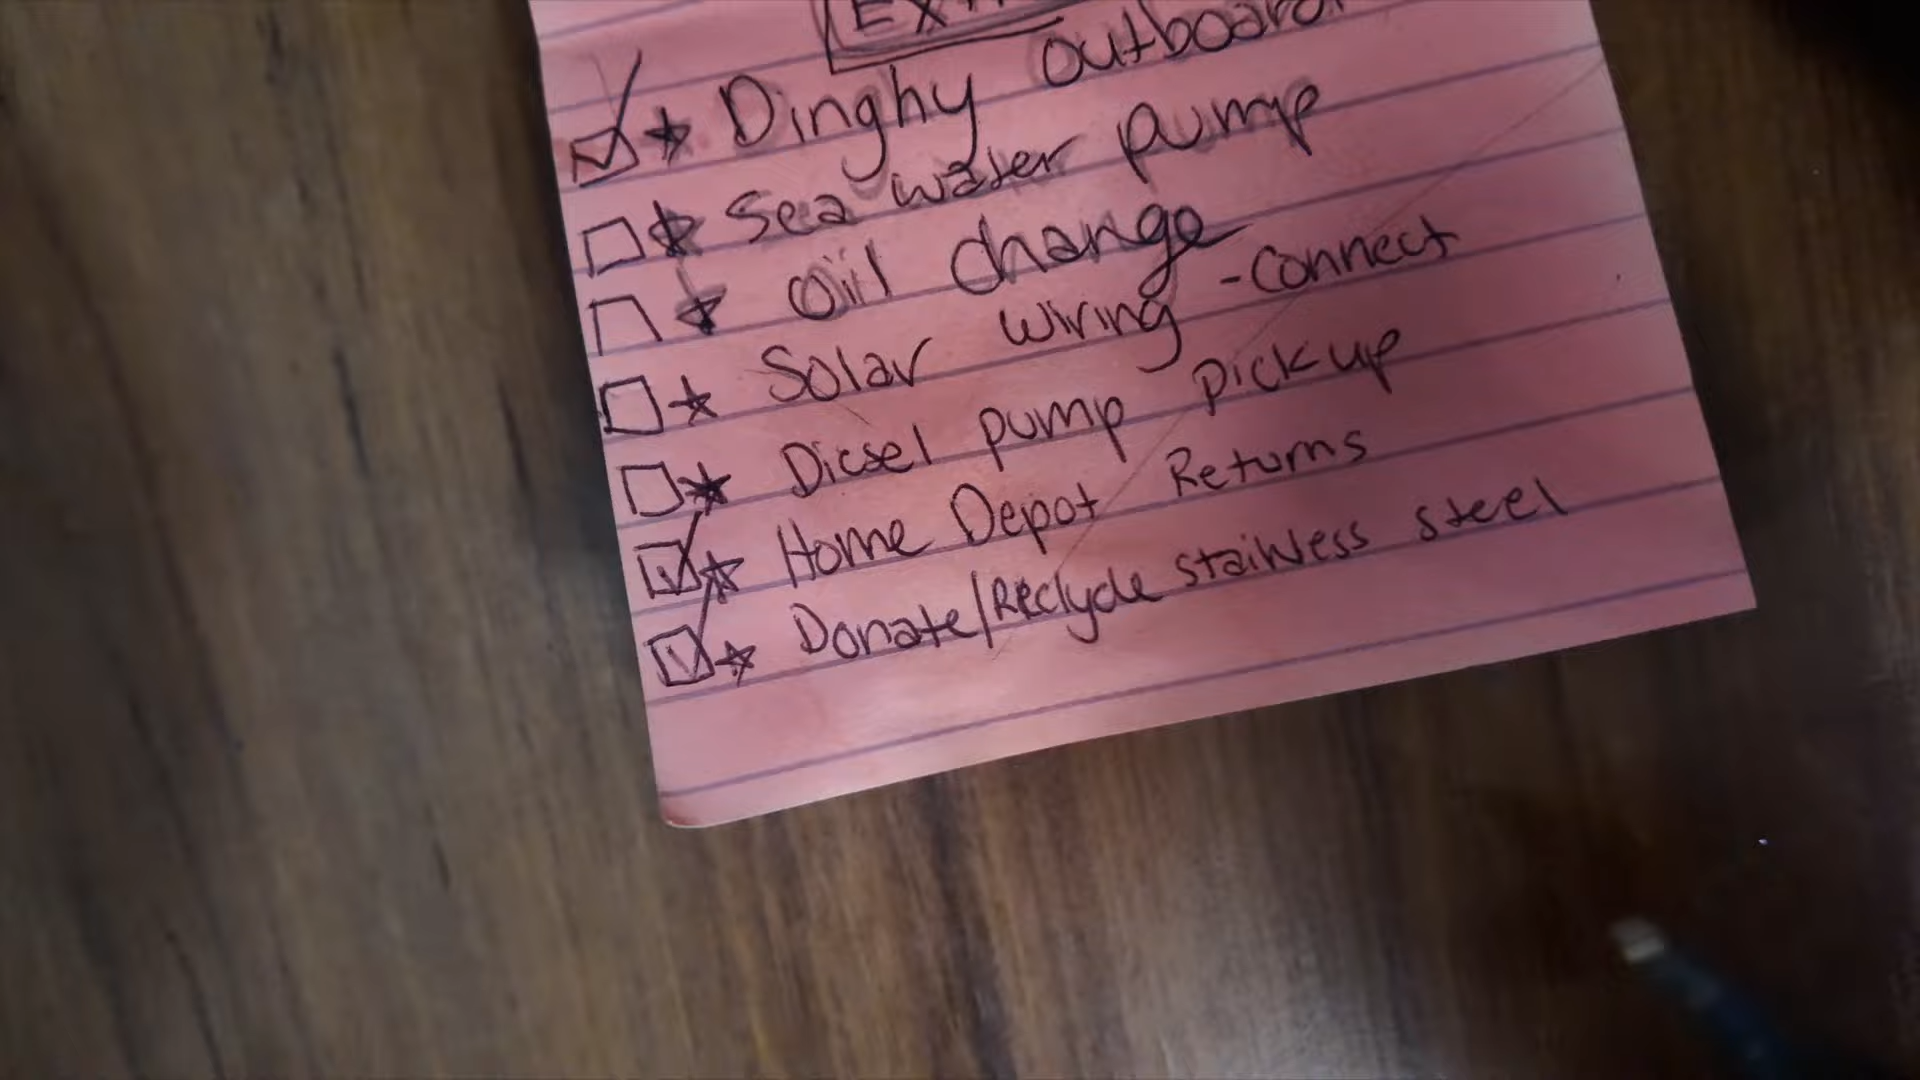 Dinghy outboard
Sea water pump
Oil change
Solar wiring - Connect
Diesel pump pickup
Home Depot Returns
Donate/Reclycle stainless steel